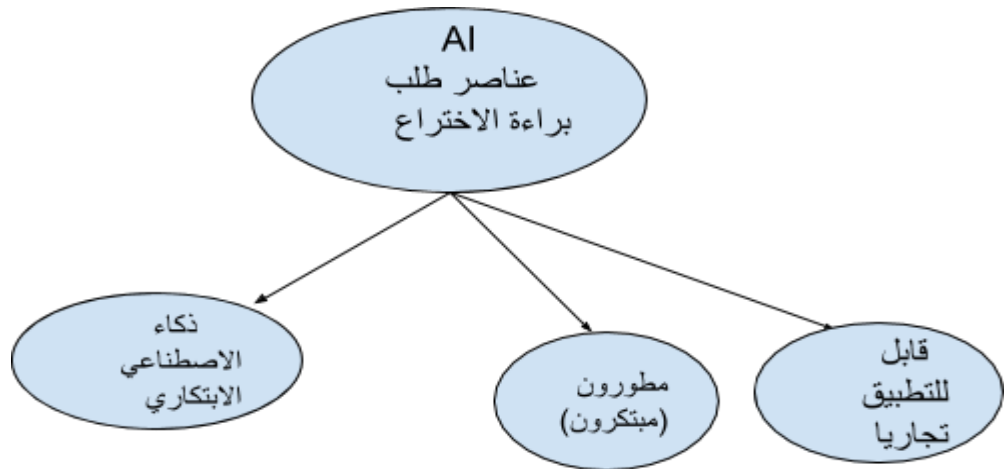 AI
عناصر طلب
براءة الاختراع
ذكاء
الاصطناعي
الابتكاري
مطورون
(مبتكرون)
قابل
للتطبيق
تجاريا